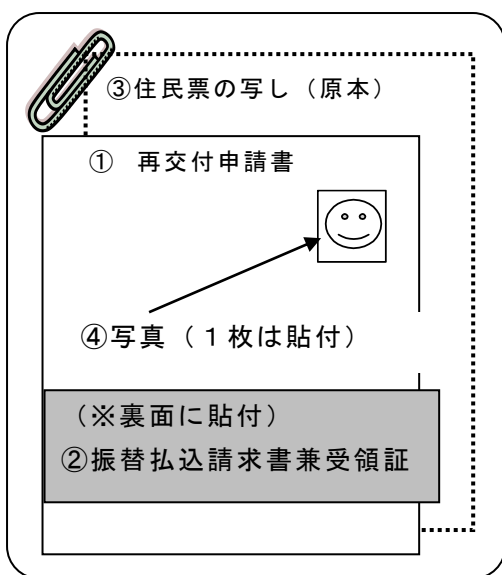 ③住民票の写し（原本）
①　再交付申請書
④写真（１枚は貼付）
（※裏面に貼付）
②振替払込請求書兼受領証